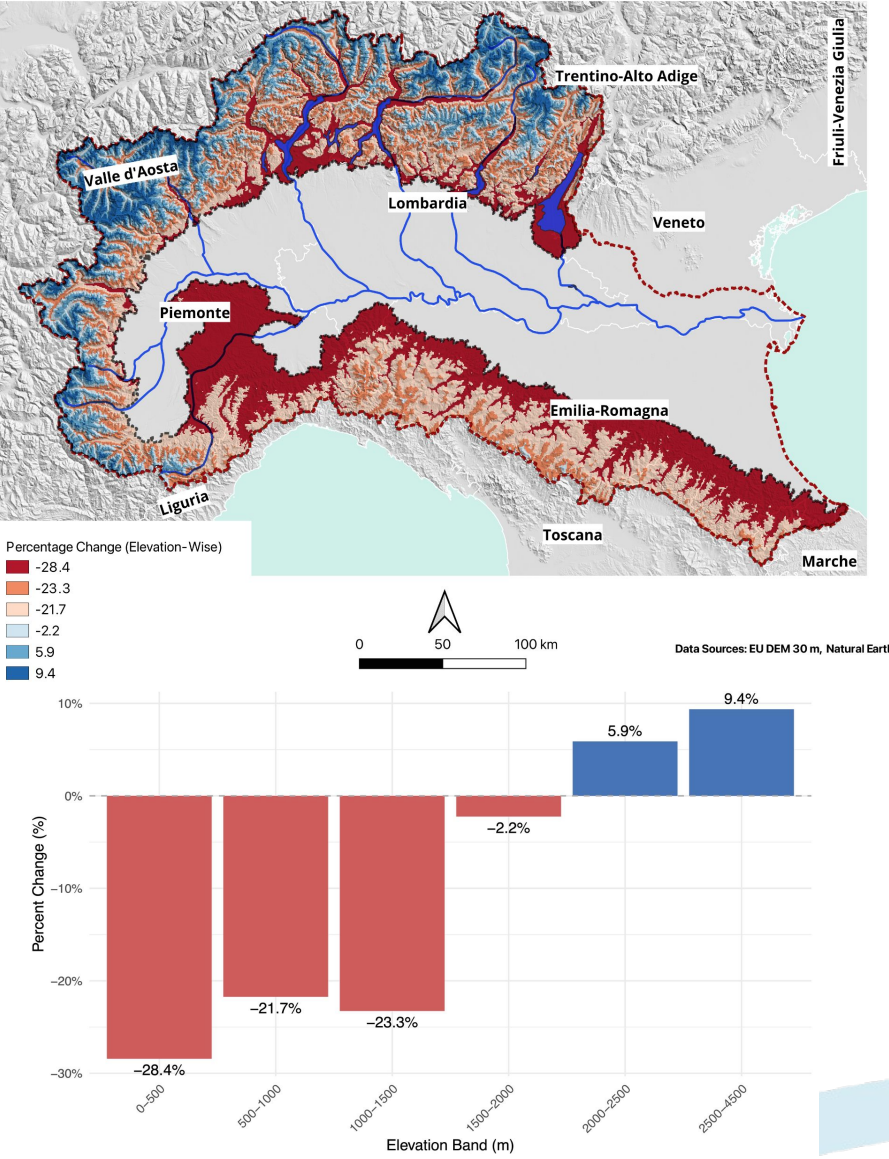 Friuli-Venezia Giulia
Trentino-Alto Adige
Valle d'Aosta
Lombardia
Veneto
Piemonte
Emilia-Romagna
Liguria
Toscana
Marche
Percentage Change (Elevation-Wise)
-28.4
-23.3
-21.7
-2.2
5.9
9.4
0 50 100 km
Data Sources: EU DEM 30 m, Natural Earth
10%
0%
−10%
−20%
−30%
Percent Change (%)
−28.4%
−21.7%
−23.3%
−2.2%
5.9%
9.4%
0−500
500−1000
1000−1500
1500−2000
2000−2500
2500−4500
Elevation Band (m)